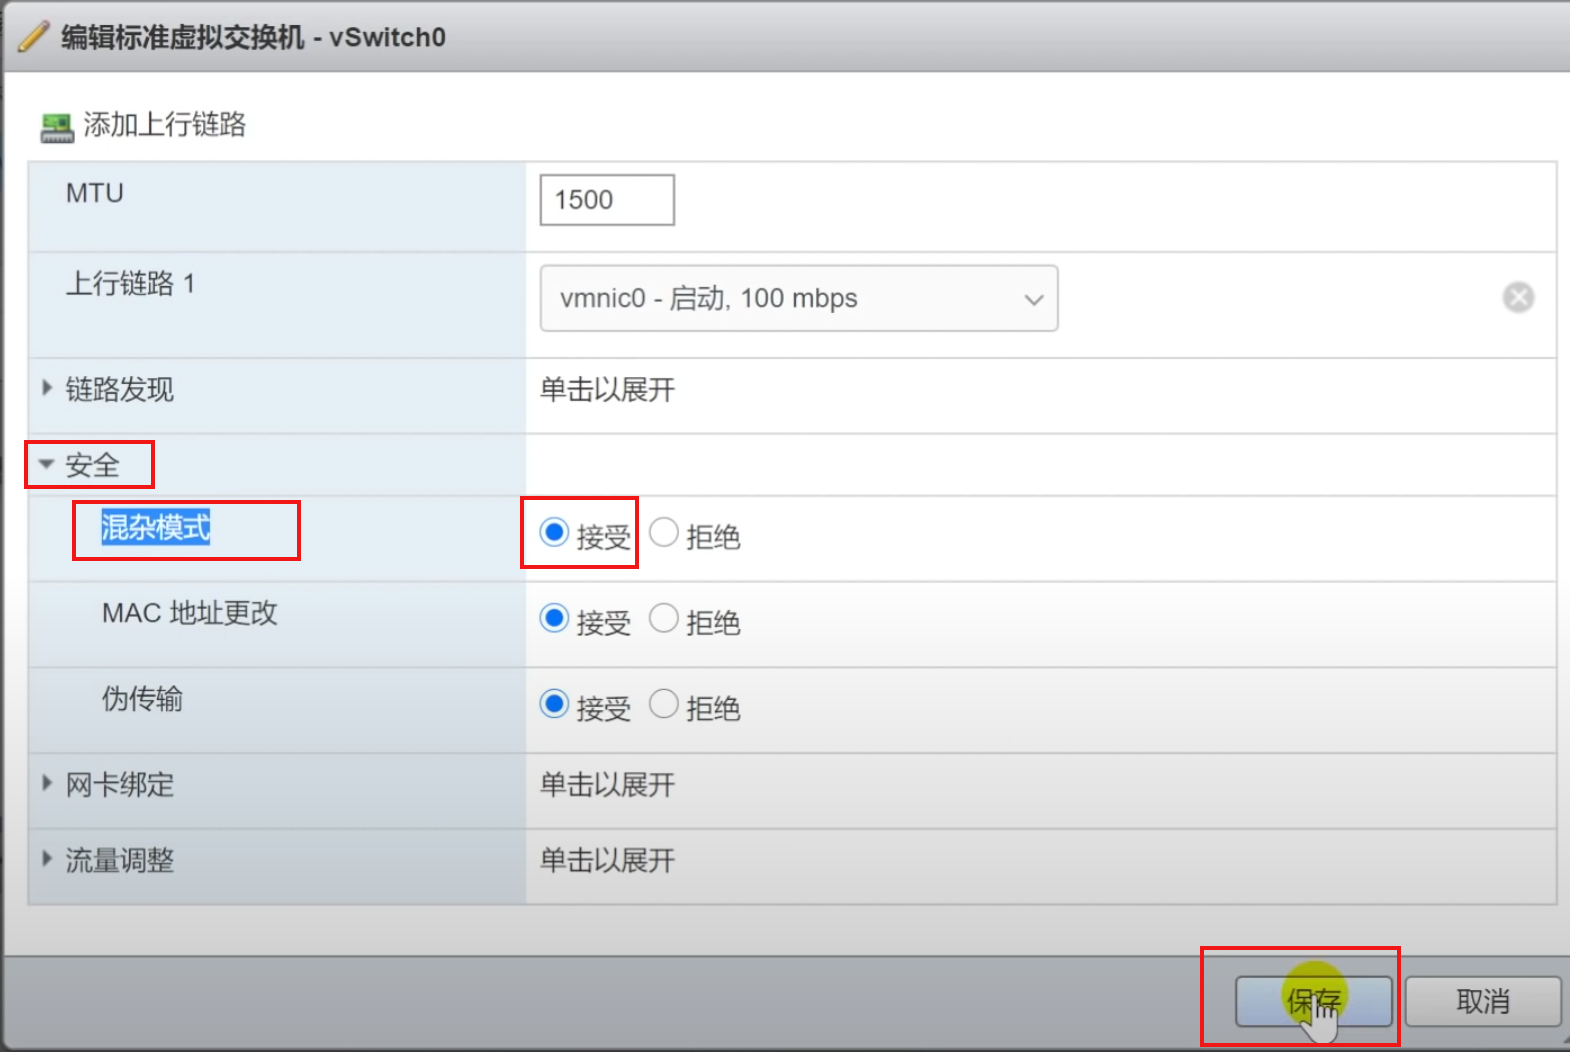 编辑标准虚拟交换机 - vSwitch0
添加上行链路
MTU
1500
上行链路 1
vmnic0 - 启动, 100 mbps
链路发现
单击以展开
安全
混杂模式
接受 拒绝
MAC 地址更改
接受 拒绝
伪传输
接受 拒绝
网卡绑定
单击以展开
流量调整
单击以展开
保存
取消